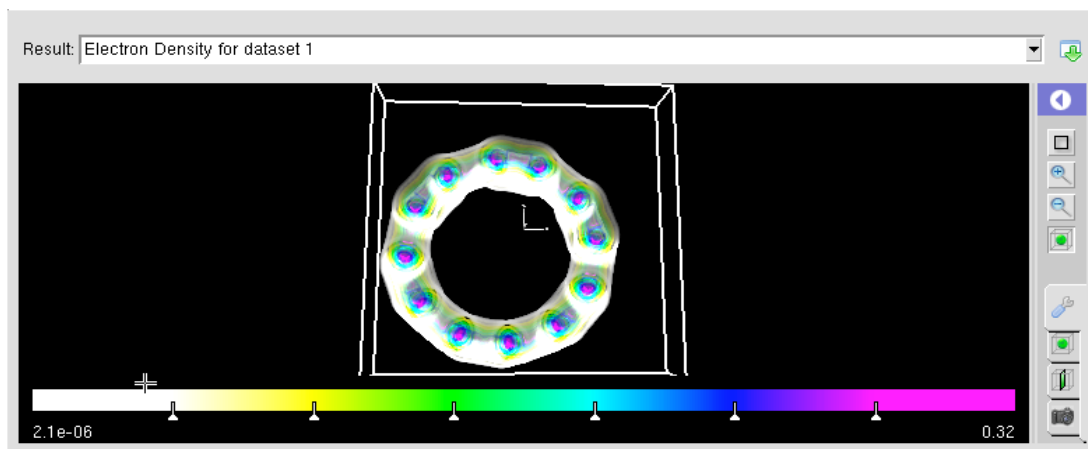 Result: Electron Density for dataset 1
2.1e-06 0.32